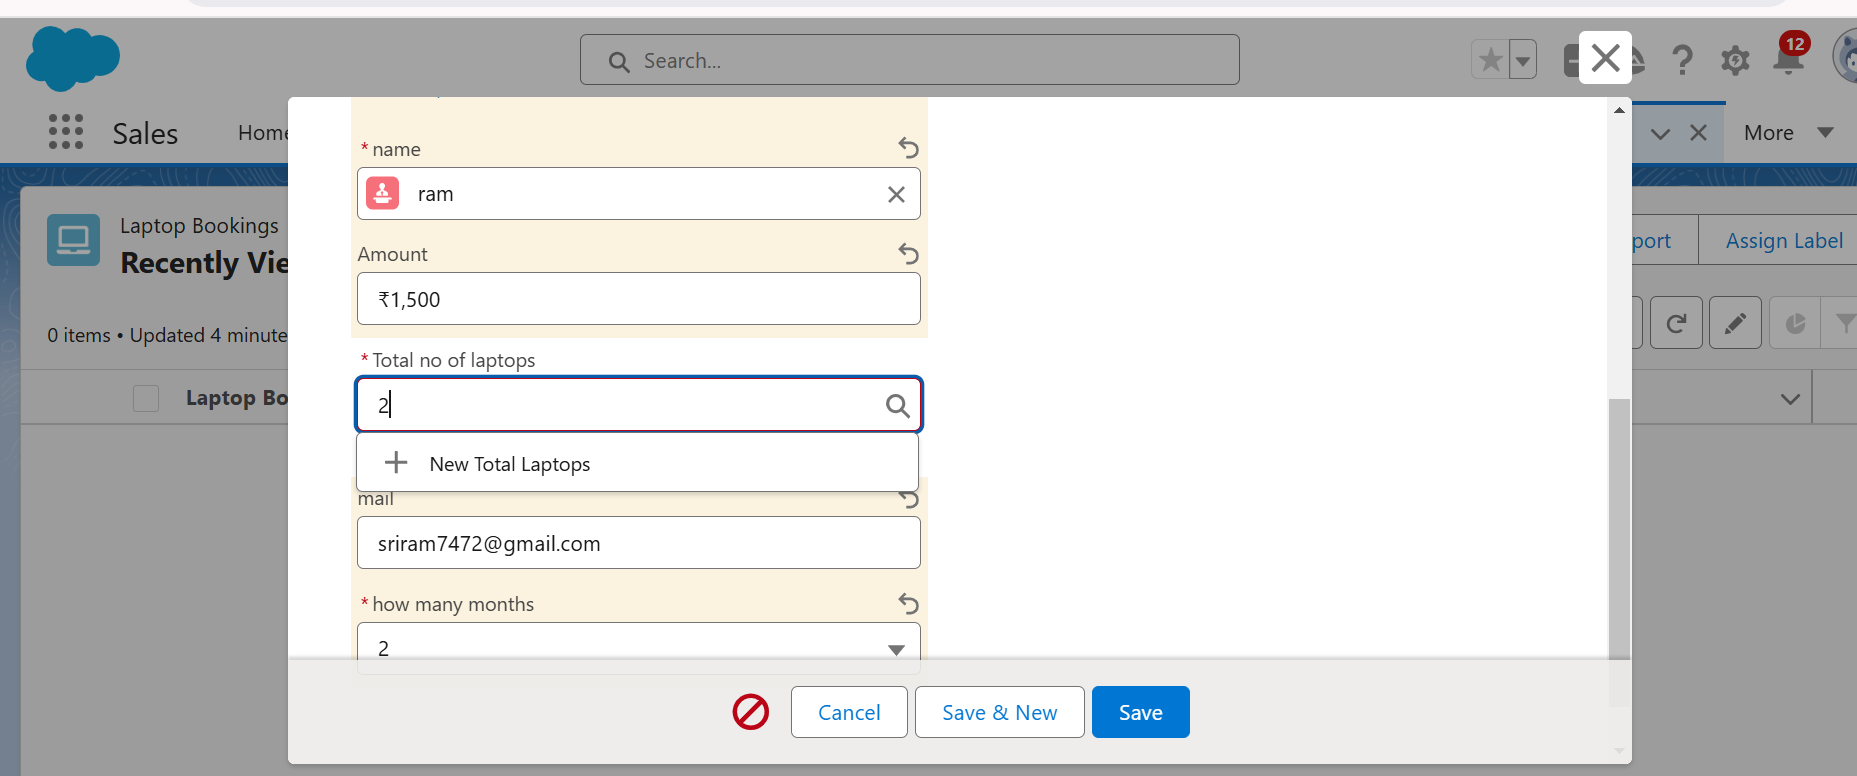 Search...
12
Sales
Home
More
Laptop Bookings
Recently Vie
port
Assign Label
0 items • Updated 4 minute
Laptop Bo
* name
ram
Amount
₹1,500
* Total no of laptops
2
New Total Laptops
mail
sriram7472@gmail.com
* how many months
2
Cancel
Save & New
Save